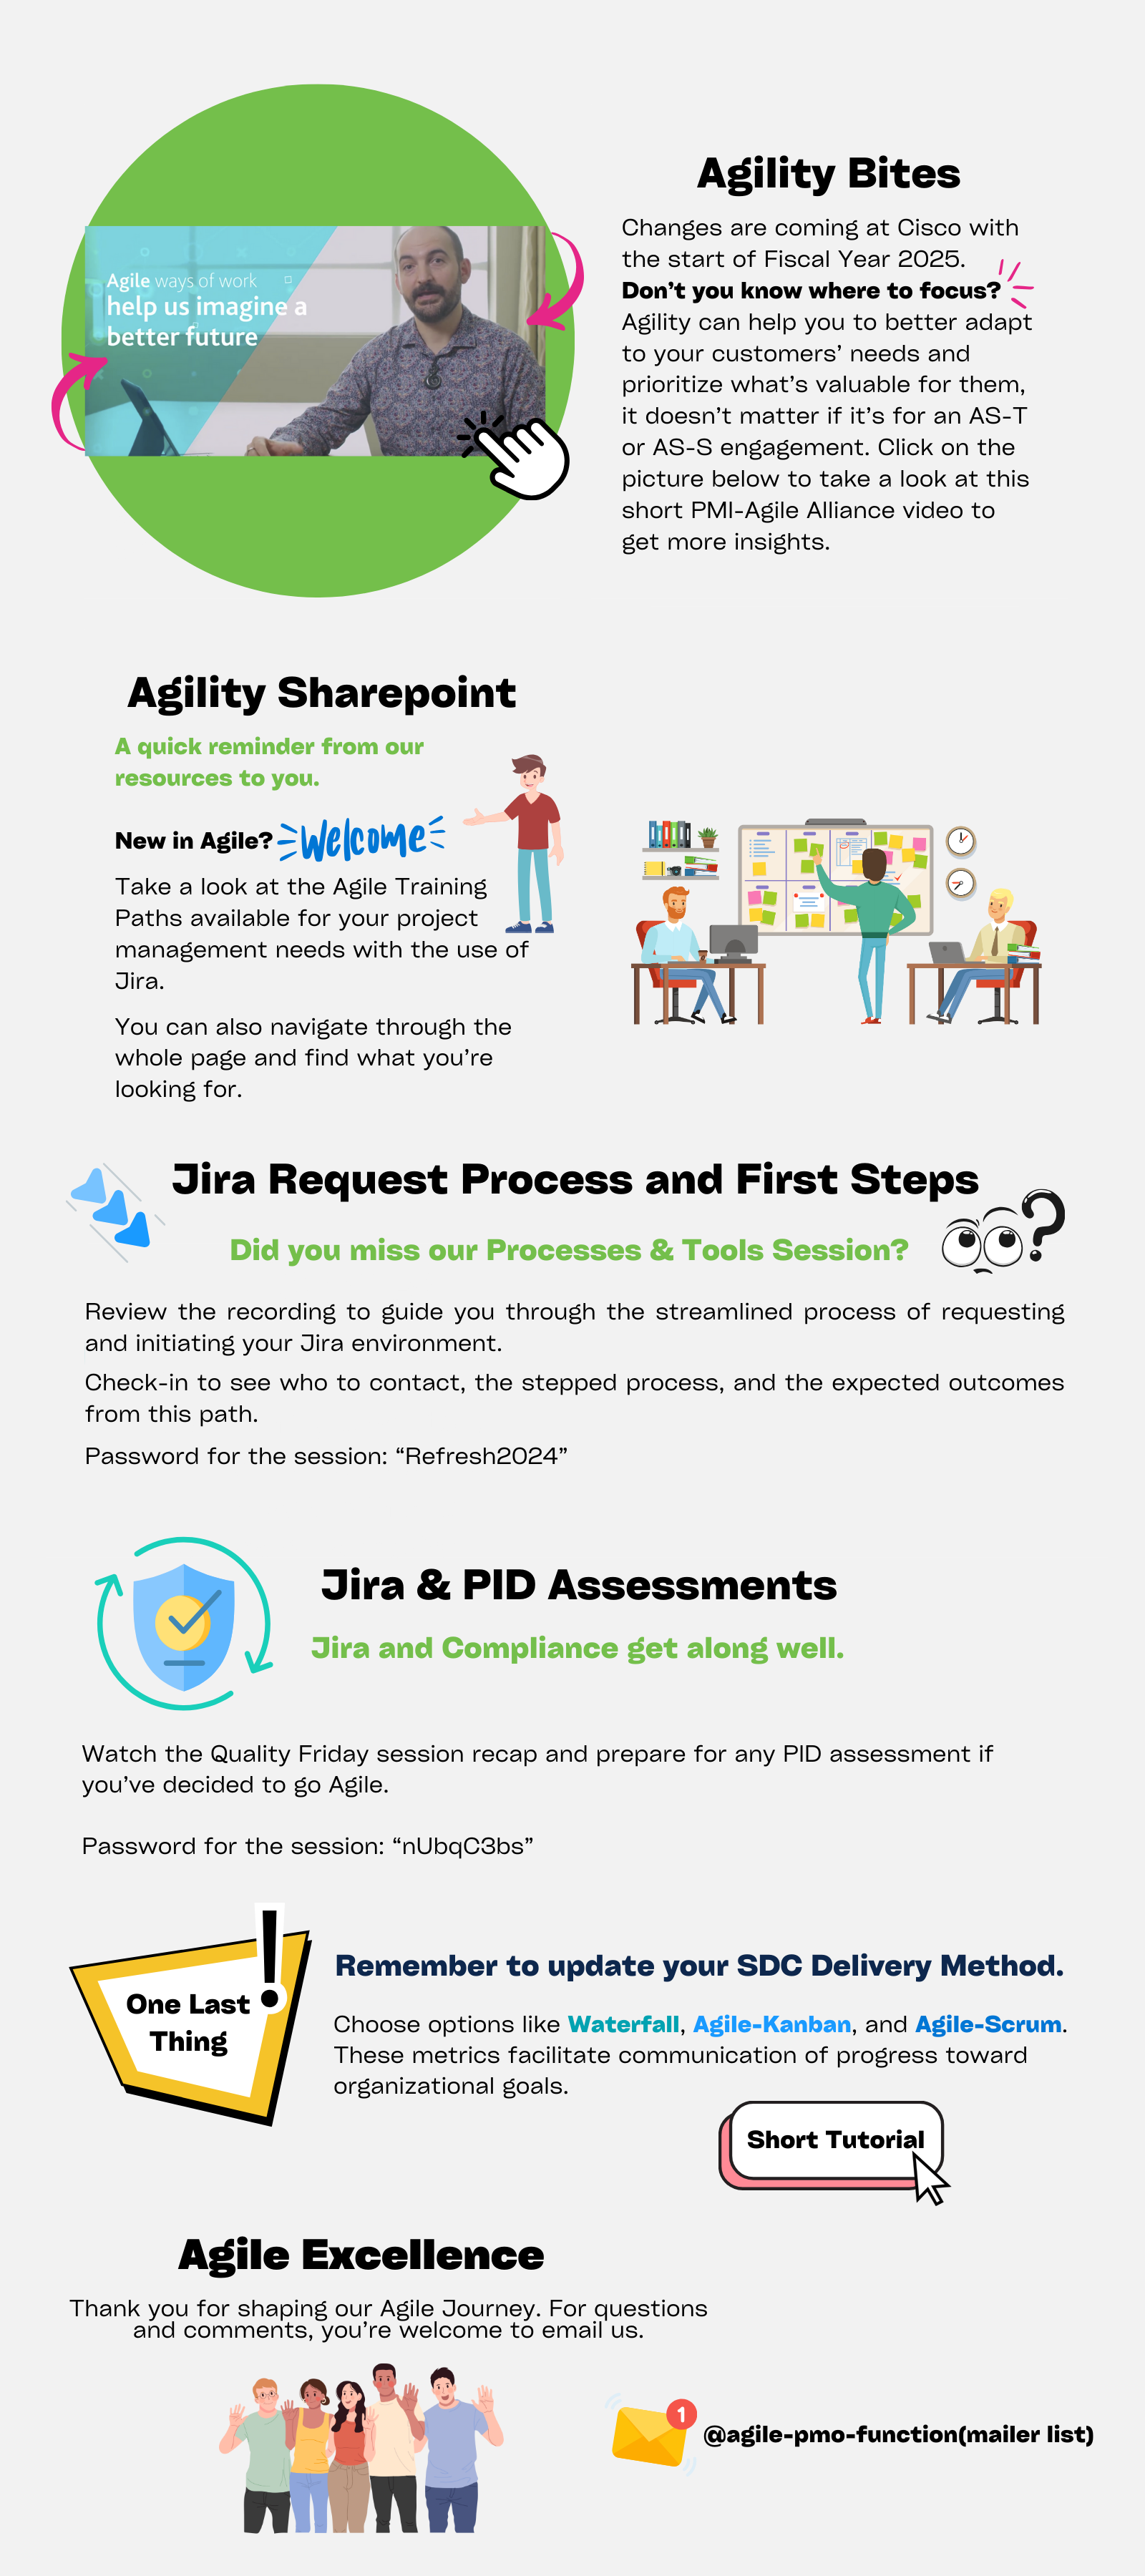 Agile ways of work
help us imagine a
better future
Agility Bites
Changes are coming at Cisco with
the start of Fiscal Year 2025.
Don't you know where to focus?
Agility can help you to better adapt
to your customers' needs and
prioritize what's valuable for them,
it doesn't matter if it's for an AS-T
or AS-S engagement. Click on the
picture below to take a look at this
short PMI-Agile Alliance video to
get more insights.
Agility Sharepoint
A quick reminder from our
resources to you.
New in Agile? Welcome
Take a look at the Agile Training
Paths available for your project
management needs with the use of
Jira.
You can also navigate through the
whole page and find what you're
looking for.
Jira Request Process and First Steps
Did you miss our Processes & Tools Session?
Review the recording to guide you through the streamlined process of requesting
and initiating your Jira environment.
Check-in to see who to contact, the stepped process, and the expected outcomes
from this path.
Password for the session: “Refresh2024”
Jira & PID Assessments
Jira and Compliance get along well.
Watch the Quality Friday session recap and prepare for any PID assessment if
you've decided to go Agile.
Password for the session: “nUbqC3bs”
One Last
Thing
Remember to update your SDC Delivery Method.
Choose options like Waterfall, Agile-Kanban, and Agile-Scrum.
These metrics facilitate communication of progress toward
organizational goals.
Short Tutorial
Agile Excellence
Thank you for shaping our Agile Journey. For questions
and comments, you're welcome to email us.
1
@agile-pmo-function(mailer list)